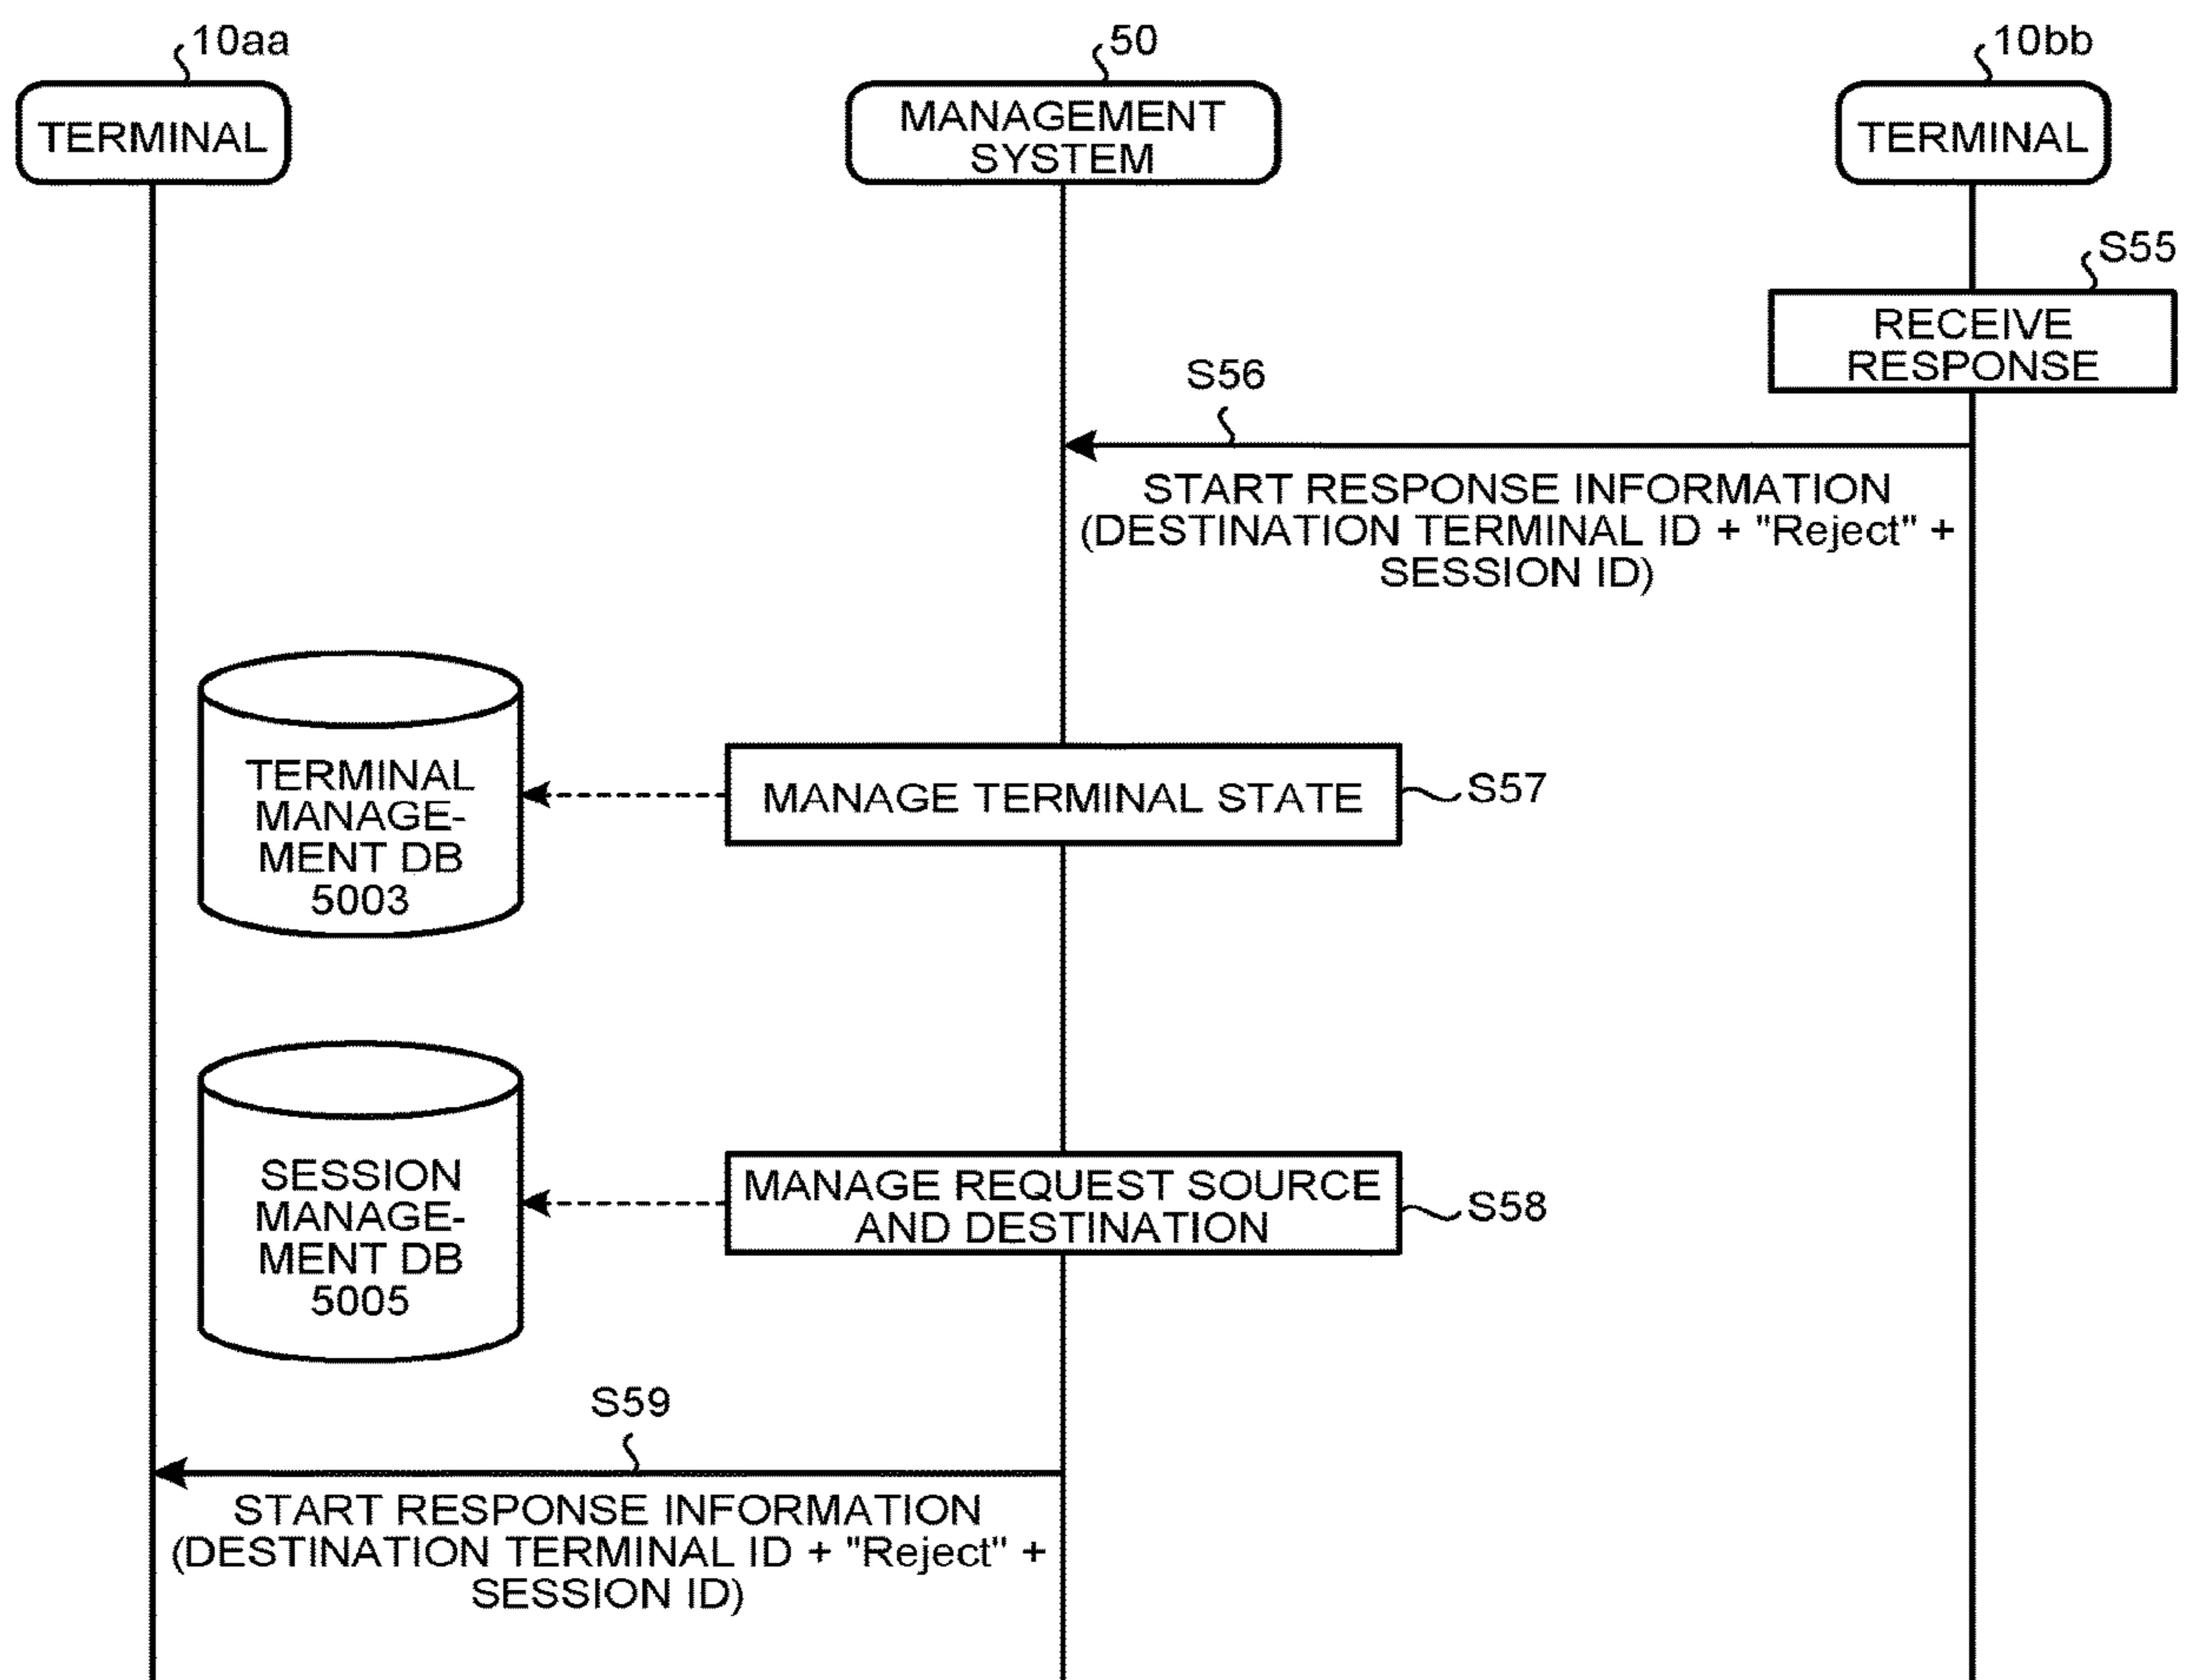 10aa
50
10bb
TERMINAL
MANAGEMENT
SYSTEM
TERMINAL
S55
RECEIVE
RESPONSE
S56
START RESPONSE INFORMATION
(DESTINATION TERMINAL ID + "Reject" +
SESSION ID)
TERMINAL
MANAGE-
MENT DB
5003
MANAGE TERMINAL STATE
S57
SESSION
MANAGE-
MENT DB
5005
MANAGE REQUEST SOURCE
AND DESTINATION
S58
S59
START RESPONSE INFORMATION
(DESTINATION TERMINAL ID + "Reject" +
SESSION ID)